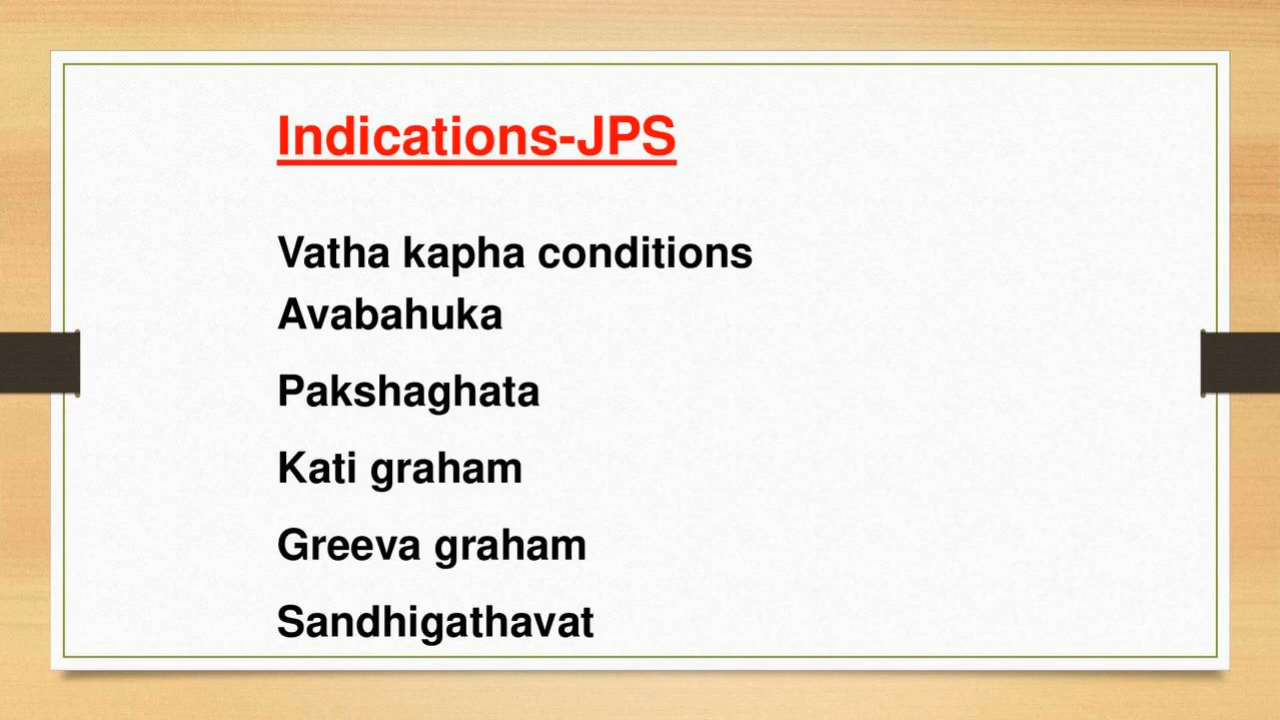 Indications-JPS
Vatha kapha conditions
Avabahuka
Pakshaghata
Kati graham
Greeva graham
Sandhigathavat